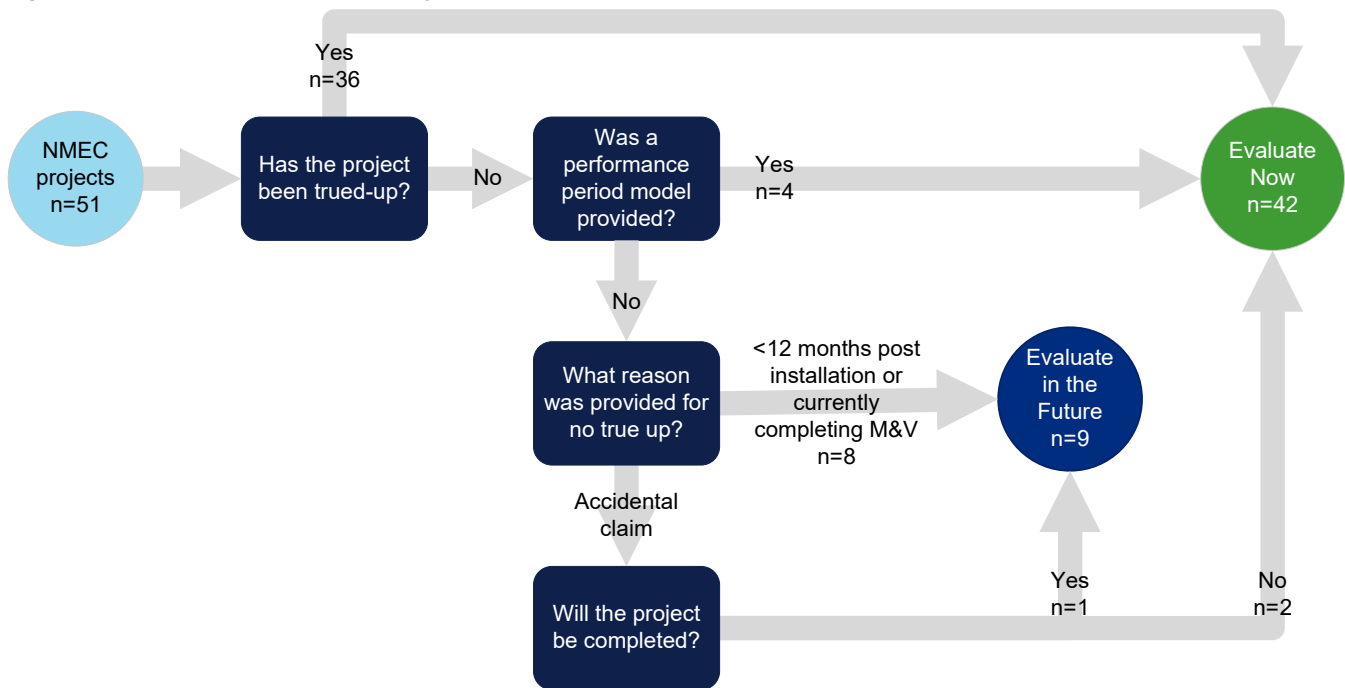 Yes
n=36
NMEC
projects
n=51
Has the project
been trued-up?
No
Was a
performance
period model
provided?
Yes
n=4
Evaluate
Now
n=42
No
What reason
was provided for
no true up?
<12 months post
installation or
currently
completing M&V
n=8
Evaluate
in the
Future
n=9
Accidental
claim
Will the project
be completed?
Yes
n=1
No
n=2